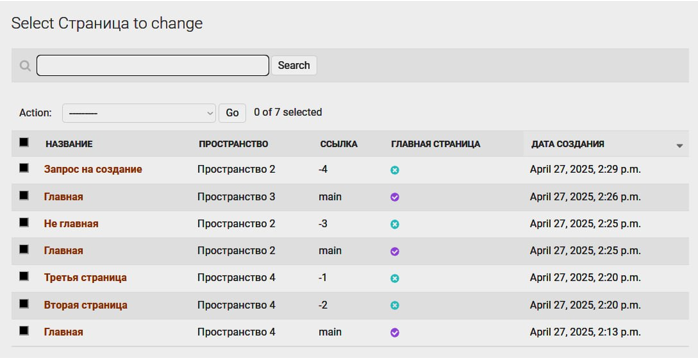 Select Страница to change
Search
Action: --------- Go 0 of 7 selected
НАЗВАНИЕ ПРОСТРАНСТВО ССЫЛКА ГЛАВНАЯ СТРАНИЦА ДАТА СОЗДАНИЯ
Запрос на создание Пространство 2 -4 April 27, 2025, 2:29 p.m.
Главная Пространство 3 main April 27, 2025, 2:26 p.m.
Не главная Пространство 2 -3 April 27, 2025, 2:25 p.m.
Главная Пространство 2 main April 27, 2025, 2:25 p.m.
Третья страница Пространство 4 -1 April 27, 2025, 2:20 p.m.
Вторая страница Пространство 4 -2 April 27, 2025, 2:20 p.m.
Главная Пространство 4 main April 27, 2025, 2:13 p.m.